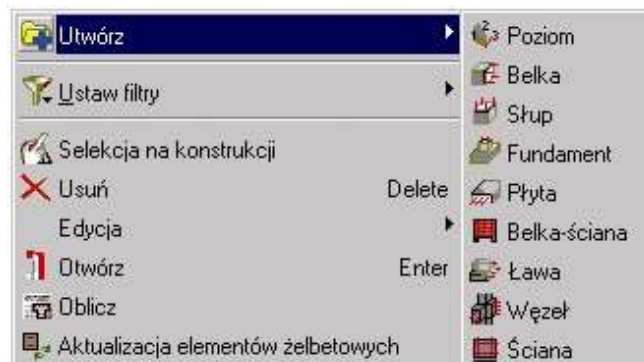 Utwórz
Ustaw filtry
Selekcja na konstrukcji
Usuń Delete
Edycja
Otwórz Enter
Oblicz
Aktualizacja elementów żelbetowych
Poziom
Belka
Słup
Fundament
Płyta
Belka-ściana
Ława
Węzeł
Ściana